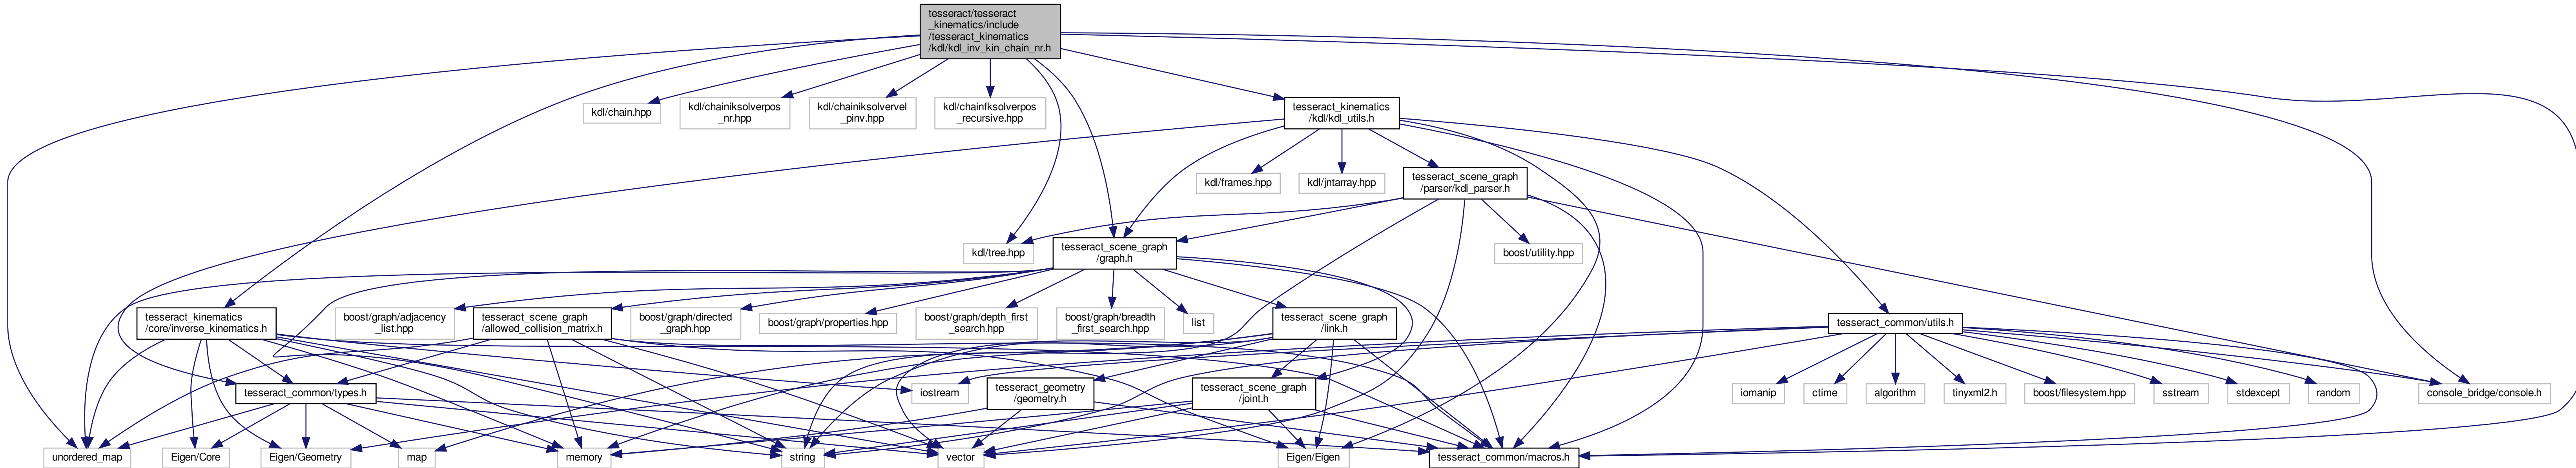 tesseract/tesseract
_kinematics/include
/tesseract_kinematics
/kdl/kdl_inv_kin_chain_nr.h
kdl/chain.hpp
kdl/chainiksolverpos
_nr.hpp
kdl/chainiksolvervel
_pinv.hpp
kdl/chainfksolverpos
_recursive.hpp
tesseract_kinematics
/kdl/kdl_utils.h
kdl/frames.hpp
kdl/jntarray.hpp
tesseract_scene_graph
/parser/kdl_parser.h
kdl/tree.hpp
tesseract_scene_graph
/graph.h
boost/utility.hpp
tesseract_kinematics
/core/inverse_kinematics.h
boost/graph/adjacency
_list.hpp
tesseract_scene_graph
/allowed_collision_matrix.h
boost/graph/directed
_graph.hpp
boost/graph/properties.hpp
boost/graph/depth_first
_search.hpp
boost/graph/breadth
_first_search.hpp
list
tesseract_scene_graph
/link.h
tesseract_common/utils.h
tesseract_common/types.h
iostream
tesseract_geometry
/geometry.h
tesseract_scene_graph
/joint.h
iomanip
ctime
algorithm
tinyxml2.h
boost/filesystem.hpp
sstream
stdexcept
random
console_bridge/console.h
unordered_map
Eigen/Core
Eigen/Geometry
map
memory
string
vector
Eigen/Eigen
tesseract_common/macros.h